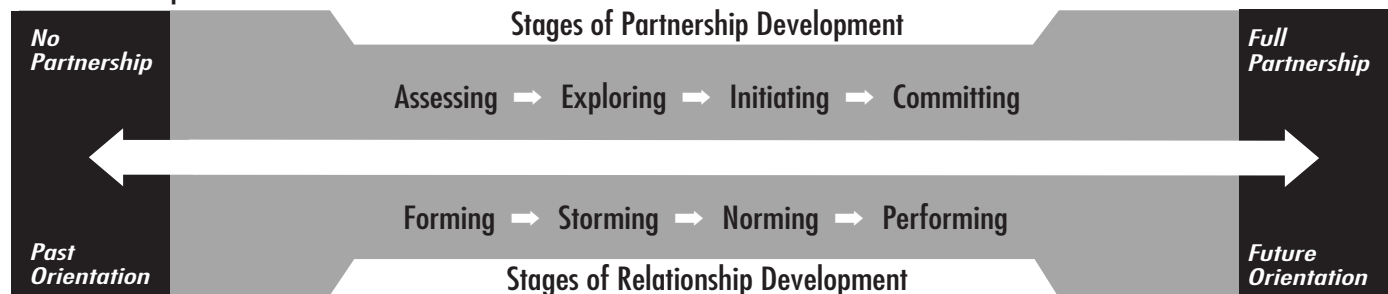 Stages of Partnership Development
No
Partnership
Full
Partnership
Assessing ➡ Exploring ➡ Initiating ➡ Committing
Forming ➡ Storming ➡ Norming ➡ Performing
Past
Orientation
Future
Orientation
Stages of Relationship Development